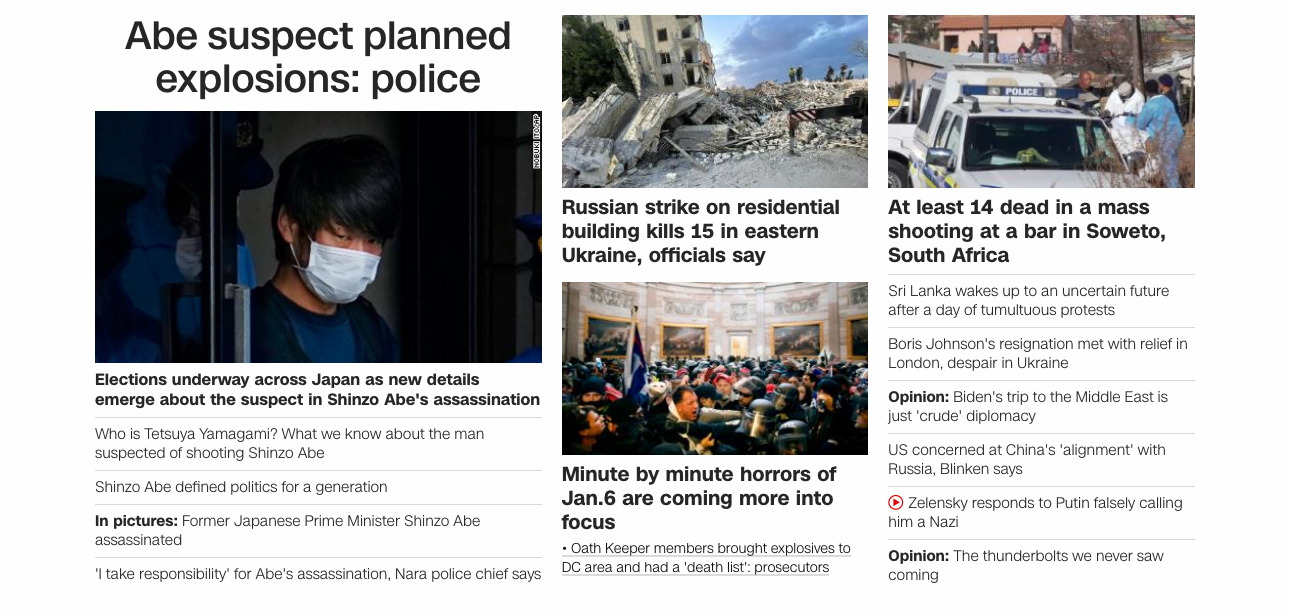 Abe suspect planned
explosions: police
NOBUKI ITO/AP
Elections underway across Japan as new details
emerge about the suspect in Shinzo Abe's assassination
Who is Tetsuya Yamagami? What we know about the man
suspected of shooting Shinzo Abe
Shinzo Abe defined politics for a generation
In pictures: Former Japanese Prime Minister Shinzo Abe
assassinated
'I take responsibility' for Abe's assassination, Nara police chief says
Russian strike on residential
building kills 15 in eastern
Ukraine, officials say
Minute by minute horrors of
Jan.6 are coming more into
focus
• Oath Keeper members brought explosives to
DC area and had a 'death list': prosecutors
POLICE
At least 14 dead in a mass
shooting at a bar in Soweto,
South Africa
Sri Lanka wakes up to an uncertain future
after a day of tumultuous protests
Boris Johnson's resignation met with relief in
London, despair in Ukraine
Opinion: Biden's trip to the Middle East is
just 'crude' diplomacy
US concerned at China's 'alignment' with
Russia, Blinken says
Zelensky responds to Putin falsely calling
him a Nazi
Opinion: The thunderbolts we never saw
coming